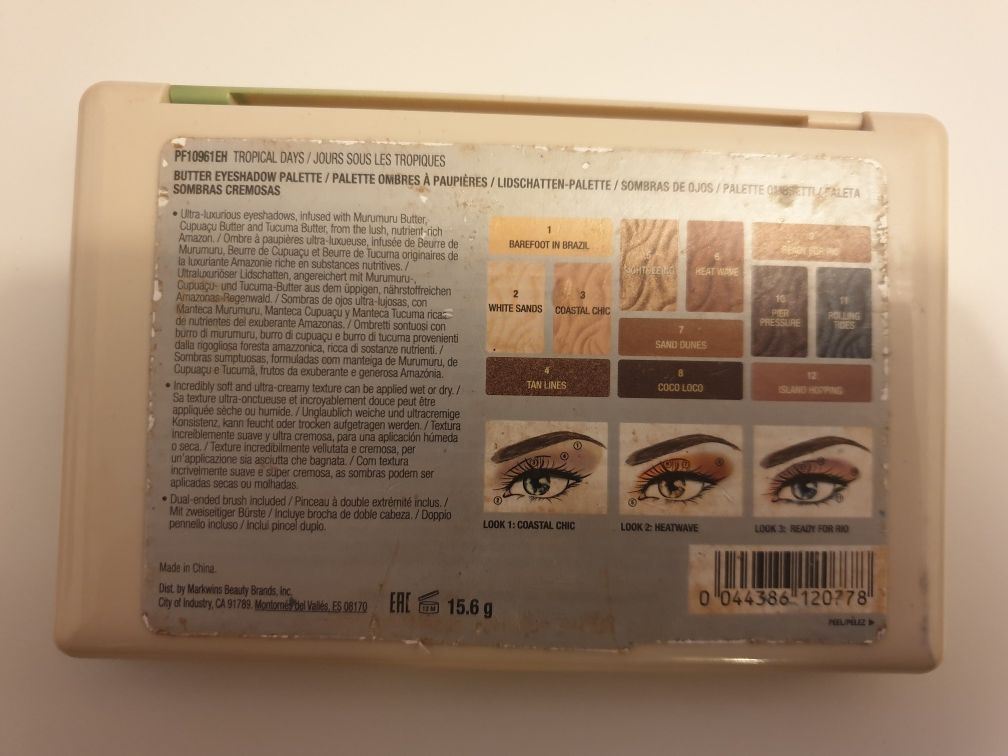 PF10961EH TROPICAL DAYS / JOURS SOUS LES TROPIQUES
BUTTER EYESHADOW PALETTE / PALETTE OMBRES À PAUPIÈRES / LIDSCHATTEN-PALETTE / SOMBRAS DE OJOS / PALETTE OMBRETTI / PALETA
SOMBRAS CREMOSAS
• Ultra-luxurious eyeshadows, infused with Murumuru Butter,
Cupuaçu Butter and Tucuma Butter, from the lush, nutrient-rich
Amazon. / Ombre à paupières ultra-luxueuse, infusée de Beurre de
Murumuru, Beurre de Cupuaçu et Beurre de Tucuma originaires de
la luxuriante Amazonie riche en substances nutritives. /
Ultraluxuriöser Lidschatten, angereichert mit Murumuru-,
Cupuaçu- und Tucuma-Butter aus dem üppigen, nährstoffreichen
Amazonas-Regenwald. / Sombras de ojos ultra-lujosas, con
Manteca Murumuru, Manteca Cupuaçu y Manteca Tucuma ricas
de nutrientes del exuberante Amazonas. / Ombretti sontuosi con
burro di murumuru, burro di cupuaçu e burro di tucuma provenienti
dalla rigogliosa foresta amazzonica, ricca di sostanze nutrienti. /
Sombras sumptuosas, formuladas com manteiga de Murumuru, de
Cupuaçu e Tucumã, frutos da exuberante e generosa Amazónia.
• Incredibly soft and ultra-creamy texture can be applied wet or dry. /
Sa texture ultra-onctueuse et incroyablement douce peut être
appliquée sèche ou humide. / Unglaublich weiche und ultracremige
Konsistenz, kann feucht oder trocken aufgetragen werden. / Textura
increíblemente suave y ultra cremosa, para una aplicación húmeda
o seca. / Texture incredibilmente vellutata e cremosa, per
un'applicazione sia asciutta che bagnata. / Com textura
incrivelmente suave e super cremosa, as sombras podem ser
aplicadas secas ou molhadas.
• Dual-ended brush included / Pinceau à double extrémité inclus. /
Mit zweiseitiger Bürste / Incluye brocha de doble cabeza. / Doppio
pennello incluso / Inclui pincel duplo.
Made in China.
Dist. by Markwins Beauty Brands, Inc.
City of Industry, CA 91789. Montornés del Vallés, ES 08170
EAC 12 M 15.6 g
1
BAREFOOT IN BRAZIL
2
WHITE SANDS
3
COASTAL CHIC
4
TAN LINES
5
SIGHTSEEING
6
HEAT WAVE
7
SAND DUNES
8
COCO LOCO
9
READY FOR RIO
10
PIER
PRESSURE
11
ROLLING
TIDES
12
ISLAND HOPPING
LOOK 1: COASTAL CHIC
LOOK 2: HEATWAVE
LOOK 3: READY FOR RIO
0 044386 120778
PEEL/PELEZ